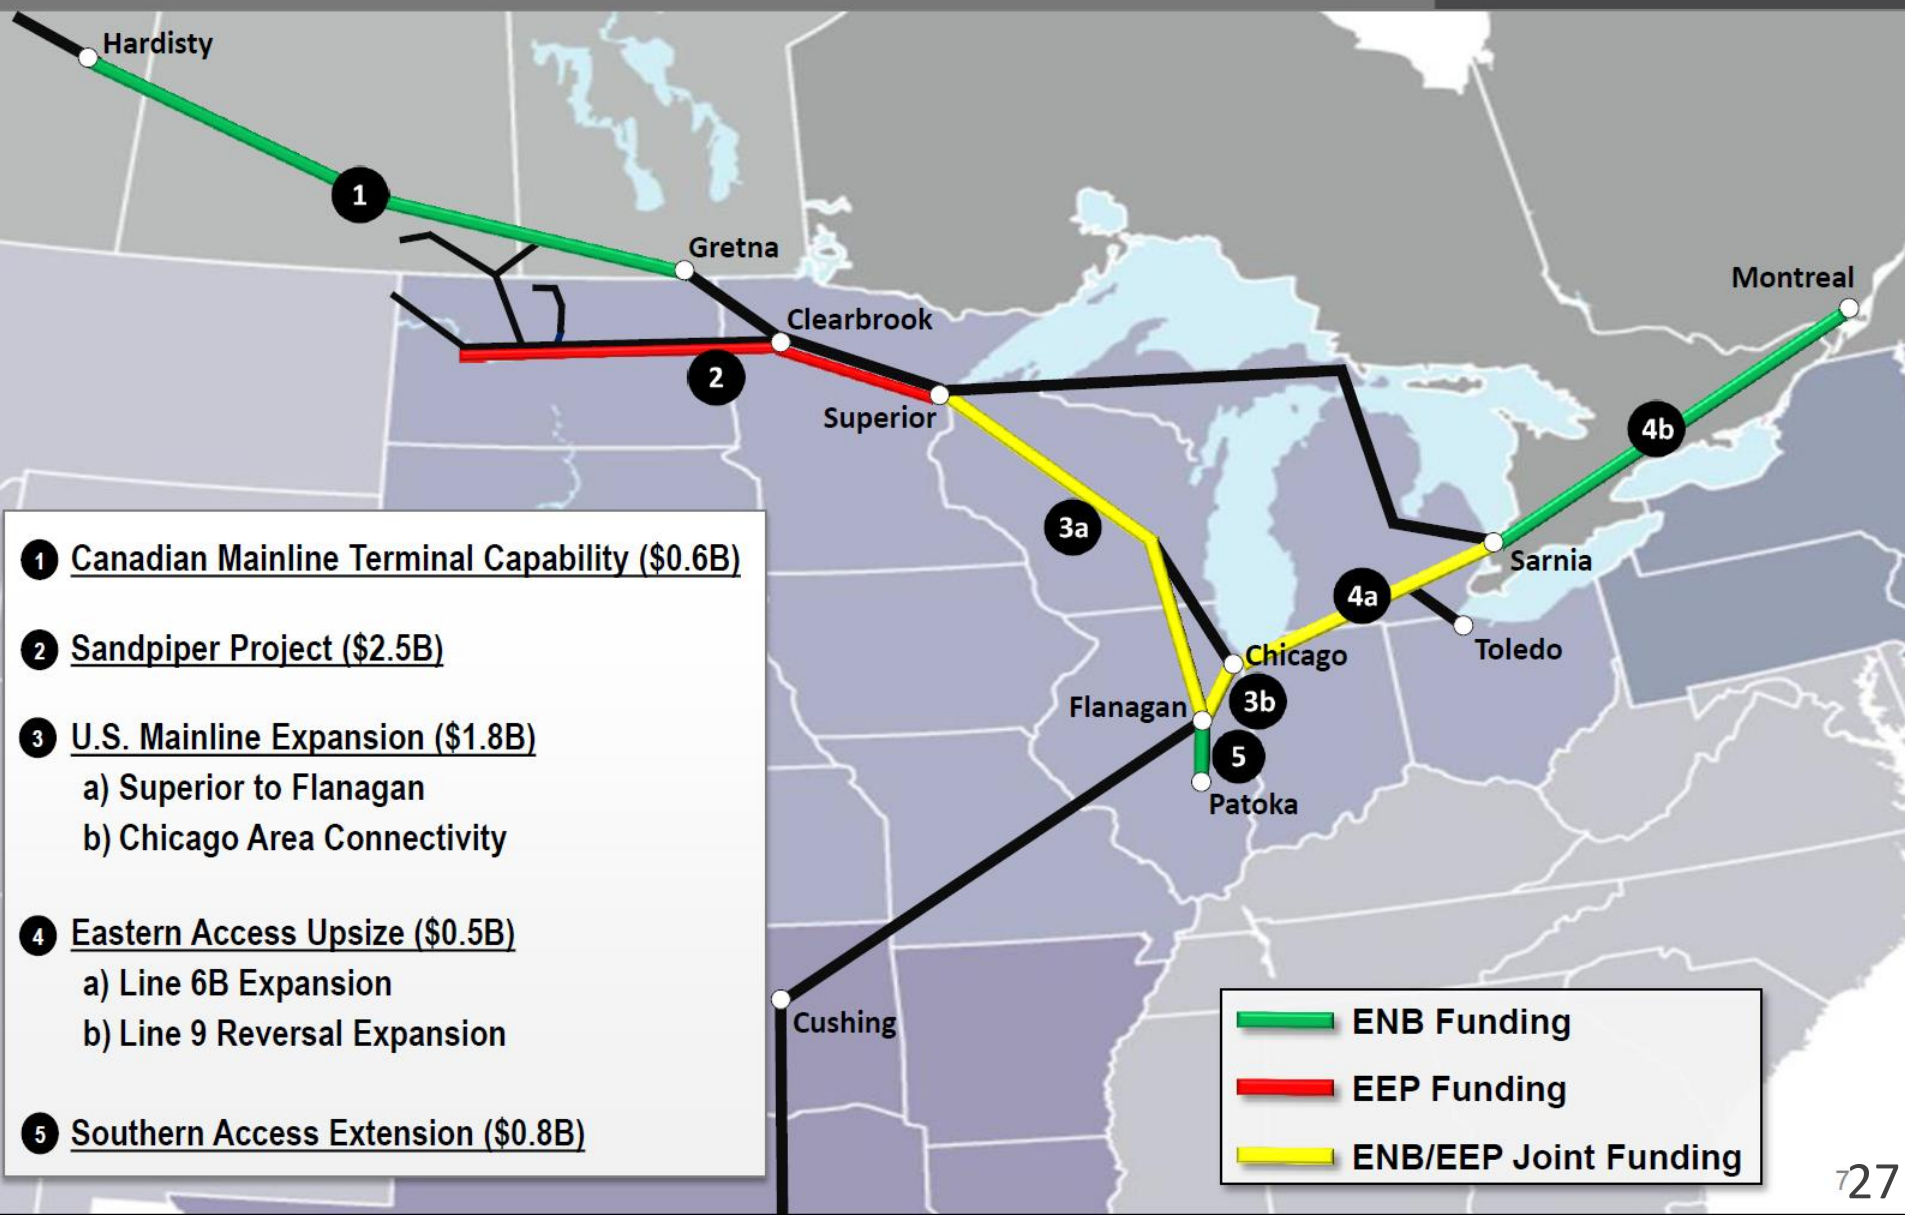 Hardisty
1
Gretna
Montreal
Clearbrook
2
Superior
4b
3a
Sarnia
4a
Chicago
Toledo
3b
Flanagan
5
Patoka
Cushing
1 Canadian Mainline Terminal Capability ($0.6B)
2 Sandpiper Project ($2.5B)
3 U.S. Mainline Expansion ($1.8B)
a) Superior to Flanagan
b) Chicago Area Connectivity
4 Eastern Access Upsize ($0.5B)
a) Line 6B Expansion
b) Line 9 Reversal Expansion
5 Southern Access Extension ($0.8B)
ENB Funding
EEP Funding
ENB/EEP Joint Funding
7
27